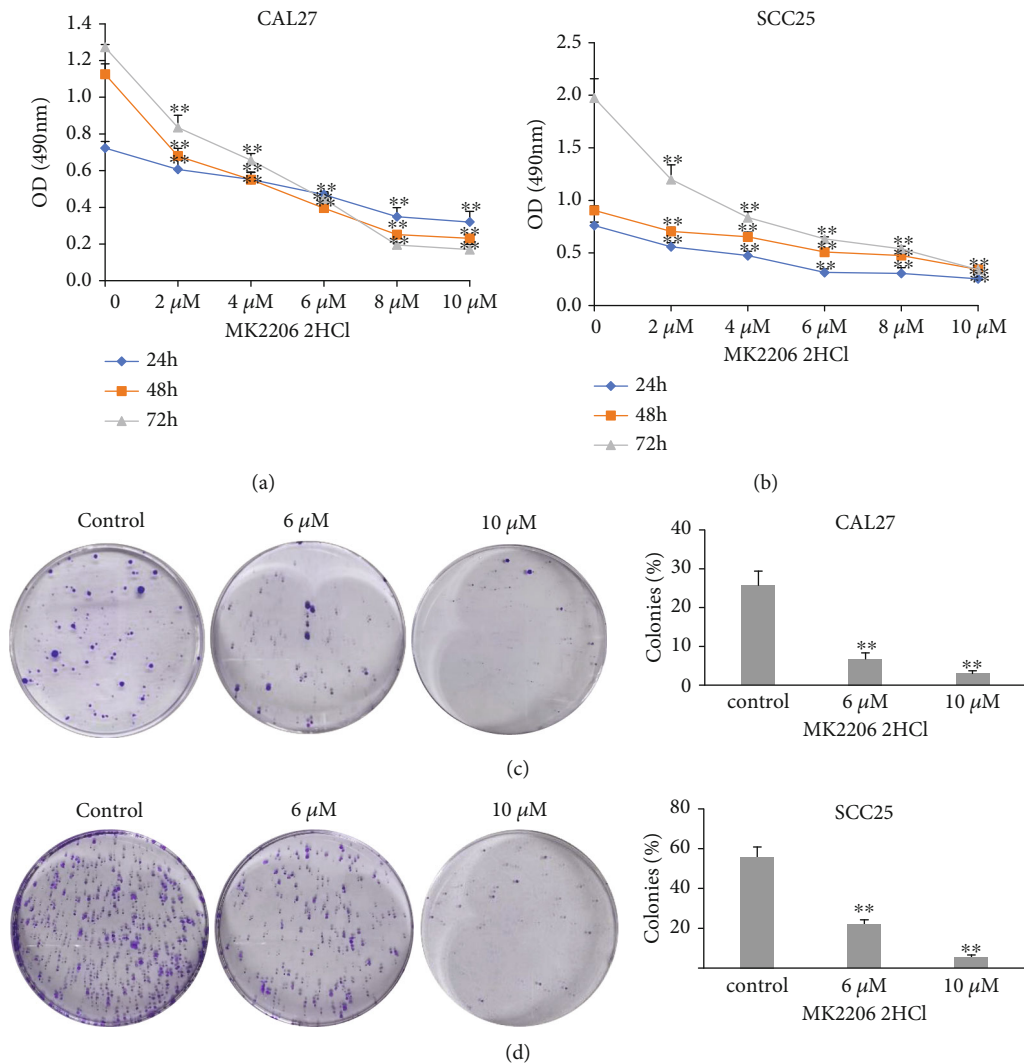 CAL27
1.4
1.2
1.0
0.8
0.6
0.4
0.2
0.0
OD (490nm)
** ** ** ** ** ** ** ** ** ** ** ** ** ** **
0 2 μM 4 μM 6 μM 8 μM 10 μM
MK2206 2HCl
24h
48h
72h
(a)
SCC25
2.5
2.0
1.5
1.0
0.5
0.0
OD (490nm)
** ** ** ** ** ** ** ** ** ** ** ** ** ** **
0 2 μM 4 μM 6 μM 8 μM 10 μM
MK2206 2HCl
24h
48h
72h
(b)
Control 6 μM 10 μM
CAL27
40
30
20
10
0
Colonies (%)
** **
control 6 μM 10 μM
MK2206 2HCl
(c)
Control 6 μM 10 μM
SCC25
80
60
40
20
Colonies (%)
** **
control 6 μM 10 μM
MK2206 2HCl
(d)